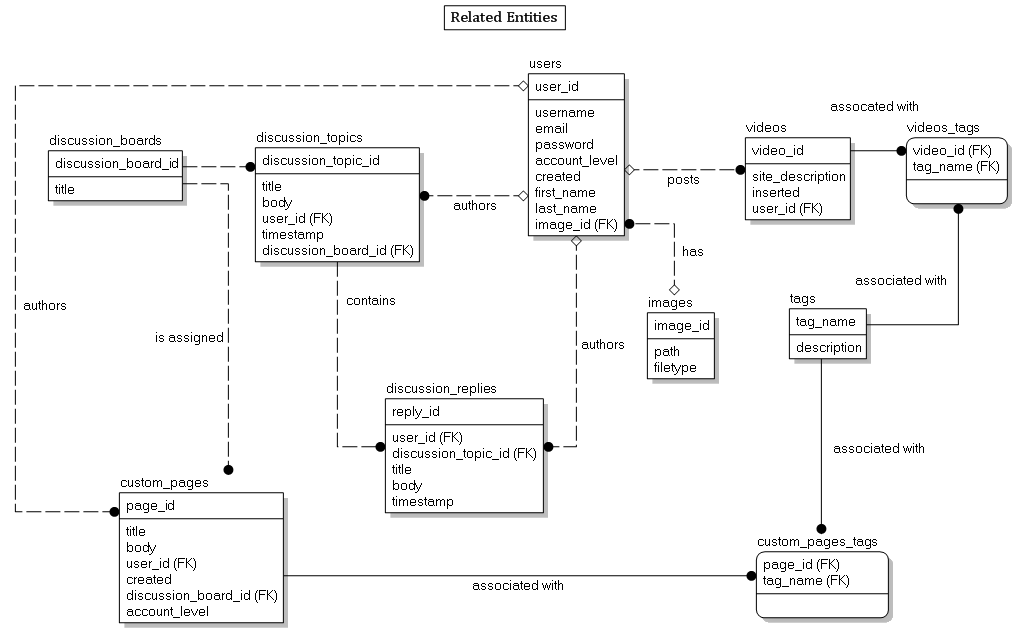 Related Entities
users
user_id
username
email
password
account_level
created
first_name
last_name
image_id (FK)
discussion_boards
discussion_board_id
title
discussion_topics
discussion_topic_id
title
body
user_id (FK)
timestamp
discussion_board_id (FK)
authors
posts
assocated with
videos
video_id
site_description
inserted
user_id (FK)
videos_tags
video_id (FK)
tag_name (FK)
has
images
image_id
path
filetype
associated with
tags
tag_name
description
authors
contains
is assigned
authors
discussion_replies
reply_id
user_id (FK)
discussion_topic_id (FK)
title
body
timestamp
associated with
custom_pages
page_id
title
body
user_id (FK)
created
discussion_board_id (FK)
account_level
associated with
custom_pages_tags
page_id (FK)
tag_name (FK)